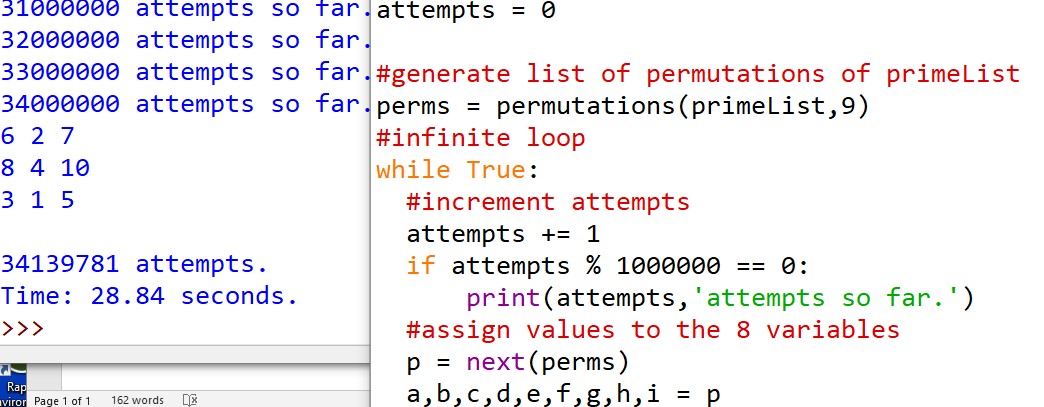 31000000 attempts so far.
32000000 attempts so far.
33000000 attempts so far.
34000000 attempts so far.
6 2 7
8 4 10
3 1 5
34139781 attempts.
Time: 28.84 seconds.
>>>
attempts = 0
#generate list of permutations of primeList
perms = permutations(primeList,9)
#infinite loop
while True:
#increment attempts
attempts += 1
if attempts % 1000000 == 0:
print(attempts,'attempts so far.')
#assign values to the 8 variables
p = next(perms)
a,b,c,d,e,f,g,h,i = p
Rap
Page 1 of 1
162 words